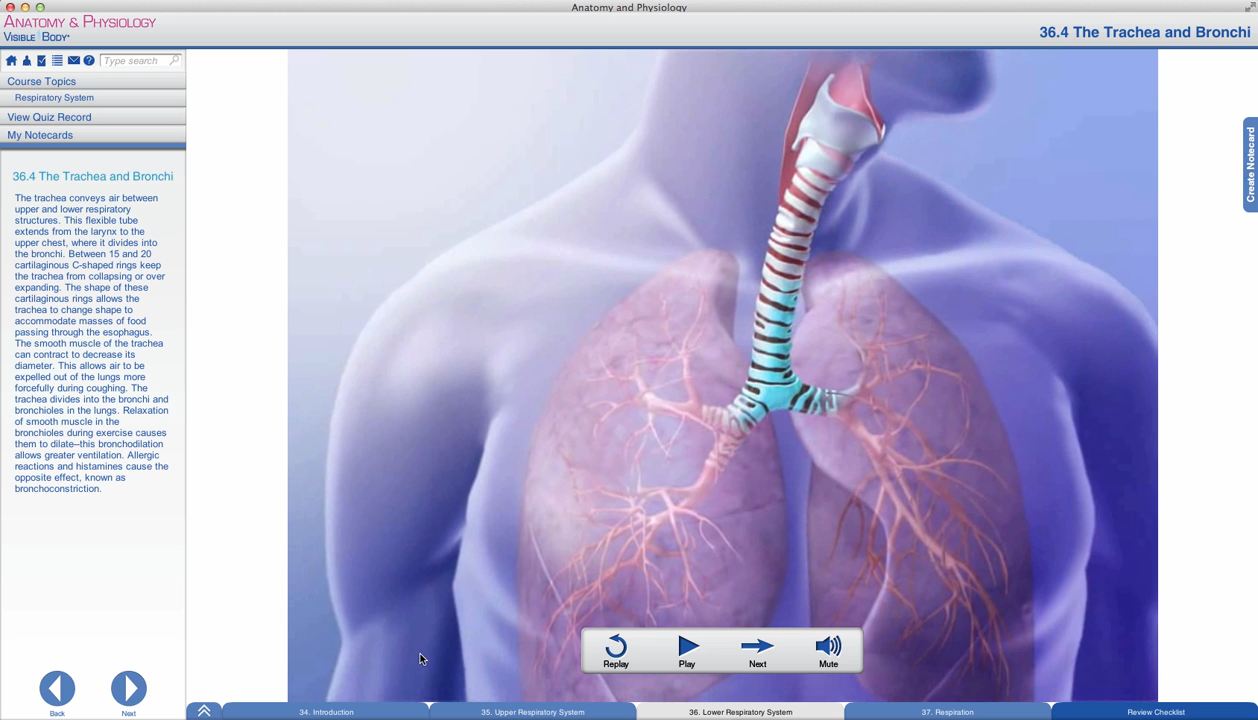 Anatomy and Physiology
ANATOMY & PHYSIOLOGY
VISIBLE BODY
36.4 The Trachea and Bronchi
Type search
Course Topics
Respiratory System
View Quiz Record
My Notecards
36.4 The Trachea and Bronchi
The trachea conveys air between
upper and lower respiratory
structures. This flexible tube
extends from the larynx to the
upper chest, where it divides into
the bronchi. Between 15 and 20
cartilaginous C-shaped rings keep
the trachea from collapsing or over
expanding. The shape of these
cartilaginous rings allows the
trachea to change shape to
accommodate masses of food
passing through the esophagus.
The smooth muscle of the trachea
can contract to decrease its
diameter. This allows air to be
expelled out of the lungs more
forcefully during coughing. The
trachea divides into the bronchi and
bronchioles in the lungs. Relaxation
of smooth muscle in the
bronchioles during exercise causes
them to dilate–this bronchodilation
allows greater ventilation. Allergic
reactions and histamines cause the
opposite effect, known as
bronchoconstriction.
Create Notecard
Replay
Play
Next
Mute
Back
Next
34. Introduction
35. Upper Respiratory System
36. Lower Respiratory System
37. Respiration
Review Checklist